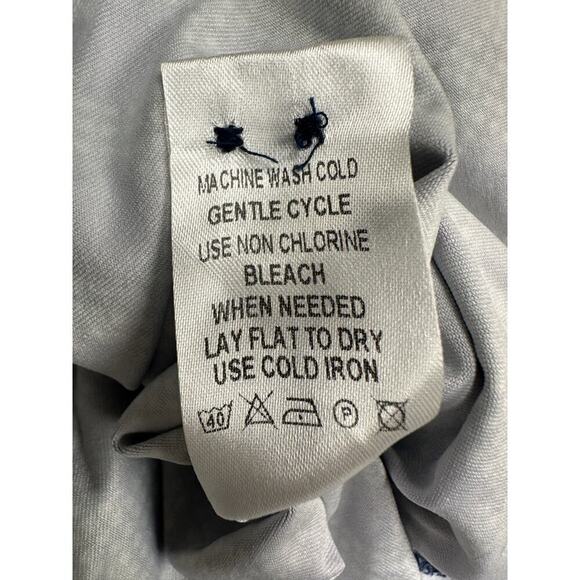 MACHINE WASH COLD
GENTLE CYCLE
USE NON CHLORINE
BLEACH
WHEN NEEDED
LAY FLAT TO DRY
USE COLD IRON
40 P